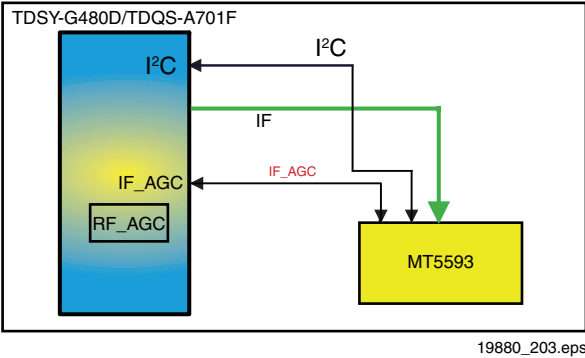 TDSY-G480D/TDQS-A701F
I²C
I²C
IF
IF_AGC
IF_AGC
RF_AGC
MT5593
19880_203.eps